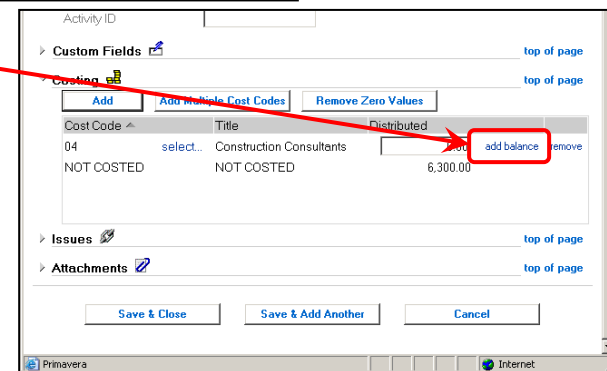 Activity ID
Custom Fields top of page
Costing top of page
Add Add Multiple Cost Codes Remove Zero Values
Cost Code Title Distributed
04 select... Construction Consultants add balance remove
NOT COSTED NOT COSTED 6,300.00
Issues top of page
Attachments top of page
Save & Close Save & Add Another Cancel
Primavera Internet